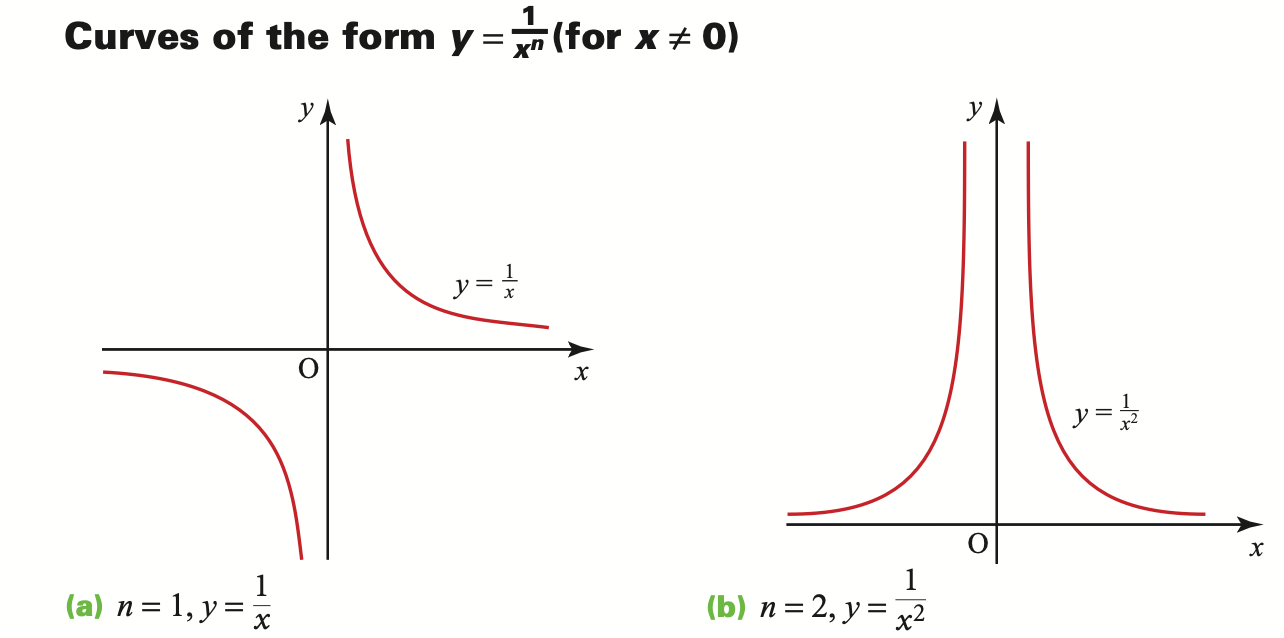 Curves of the form y = 1/xⁿ (for x ≠ 0)
y
y = 1/x
O
x
(a) n = 1, y = 1/x
y
y = 1/x²
O
x
(b) n = 2, y = 1/x²